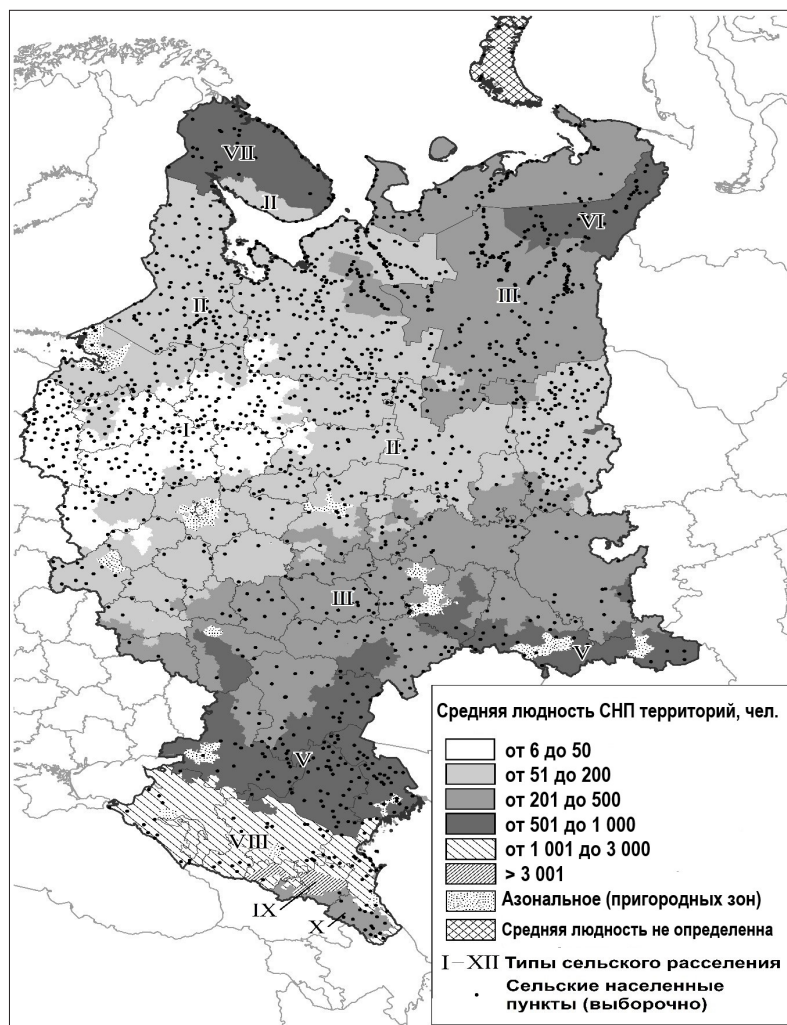 VII
II
VI
III
II
I
II
III
V
V
VIII
IX
X
Средняя людность СНП территорий, чел.
от 6 до 50
от 51 до 200
от 201 до 500
от 501 до 1 000
от 1 001 до 3 000
> 3 001
Азональное (пригородных зон)
Средняя людность не определенна
I–XII Типы сельского расселения
Сельские населенные
пункты (выборочно)